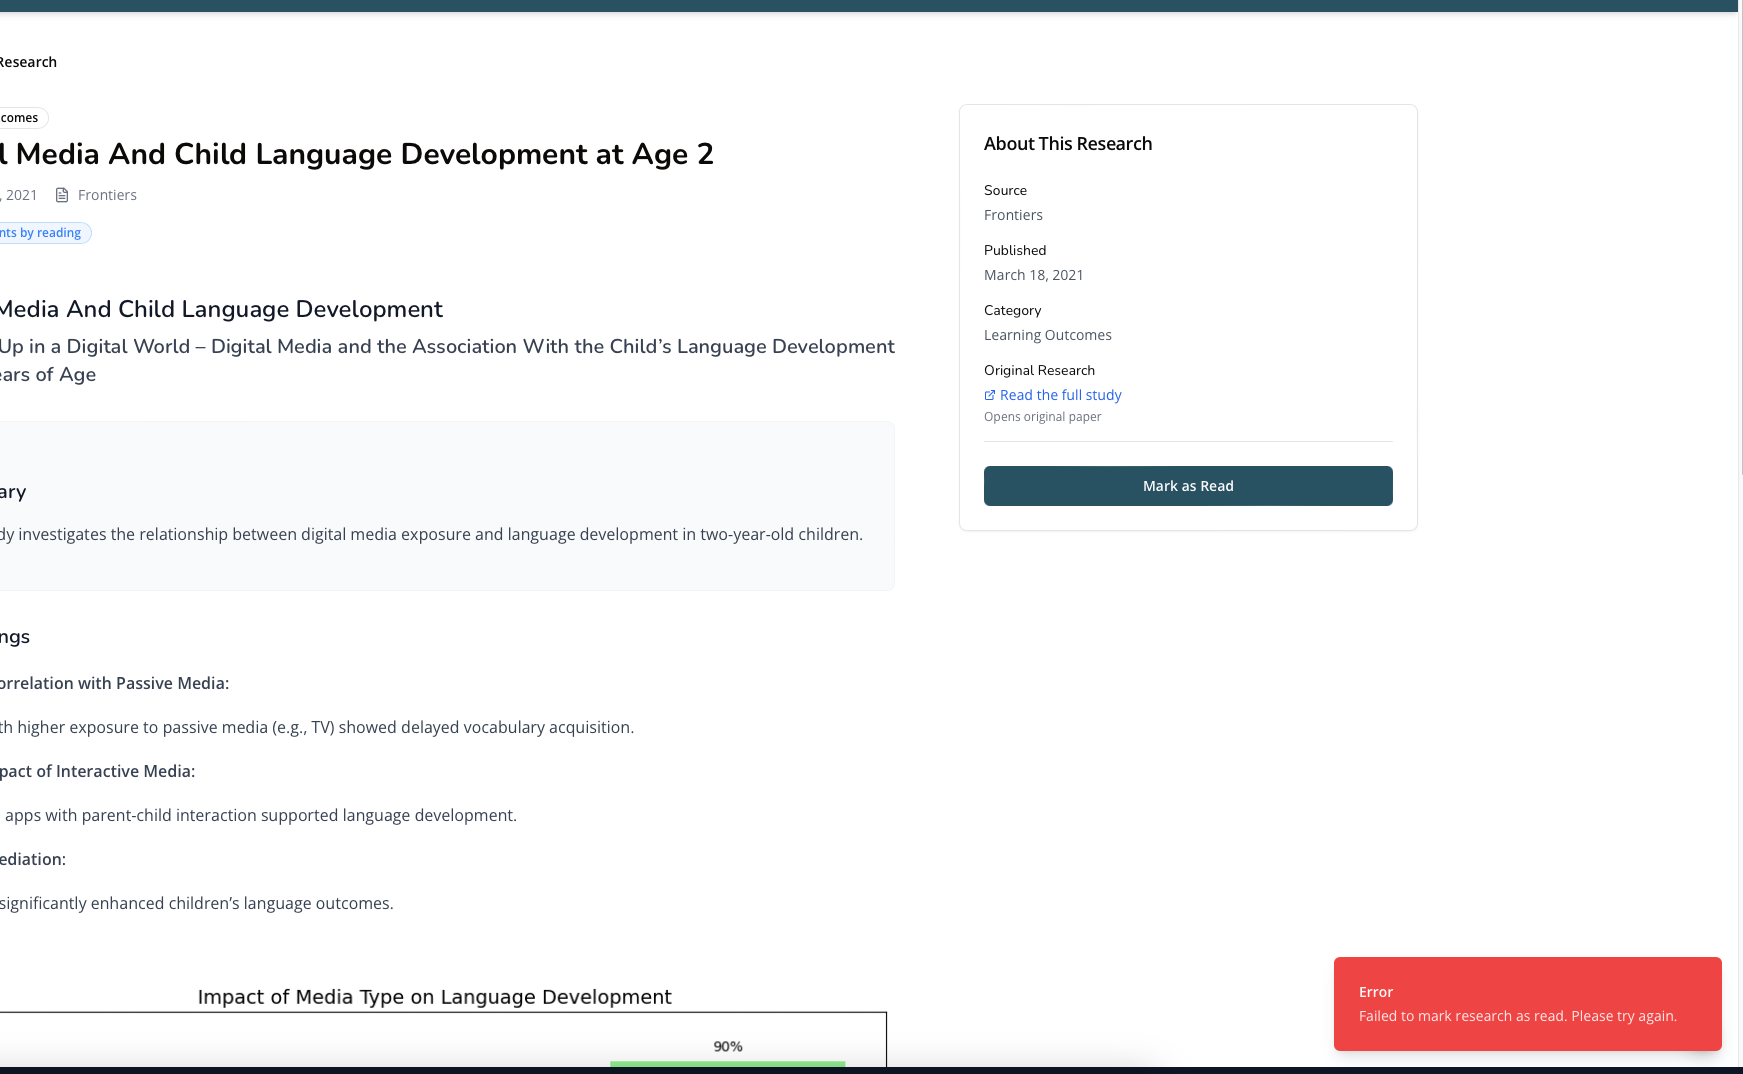 Research
comes
l Media And Child Language Development at Age 2
, 2021 Frontiers
nts by reading
Media And Child Language Development
Up in a Digital World – Digital Media and the Association With the Child’s Language Development
ears of Age
ary
dy investigates the relationship between digital media exposure and language development in two-year-old children.
ngs
orrelation with Passive Media:
th higher exposure to passive media (e.g., TV) showed delayed vocabulary acquisition.
pact of Interactive Media:
apps with parent-child interaction supported language development.
ediation:
significantly enhanced children’s language outcomes.
Impact of Media Type on Language Development
90%
About This Research
Source
Frontiers
Published
March 18, 2021
Category
Learning Outcomes
Original Research
Read the full study
Opens original paper
Mark as Read
Error
Failed to mark research as read. Please try again.